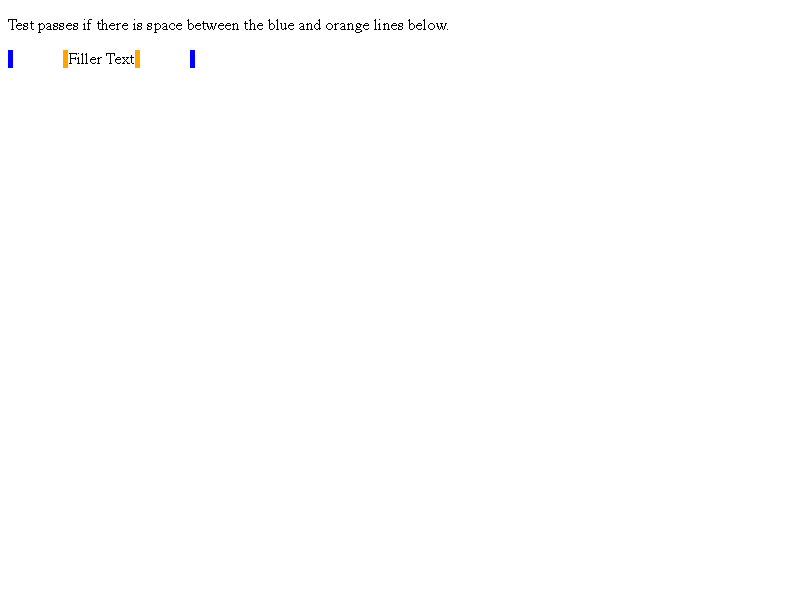 Test passes if there is space between the blue and orange lines below.
Filler Text